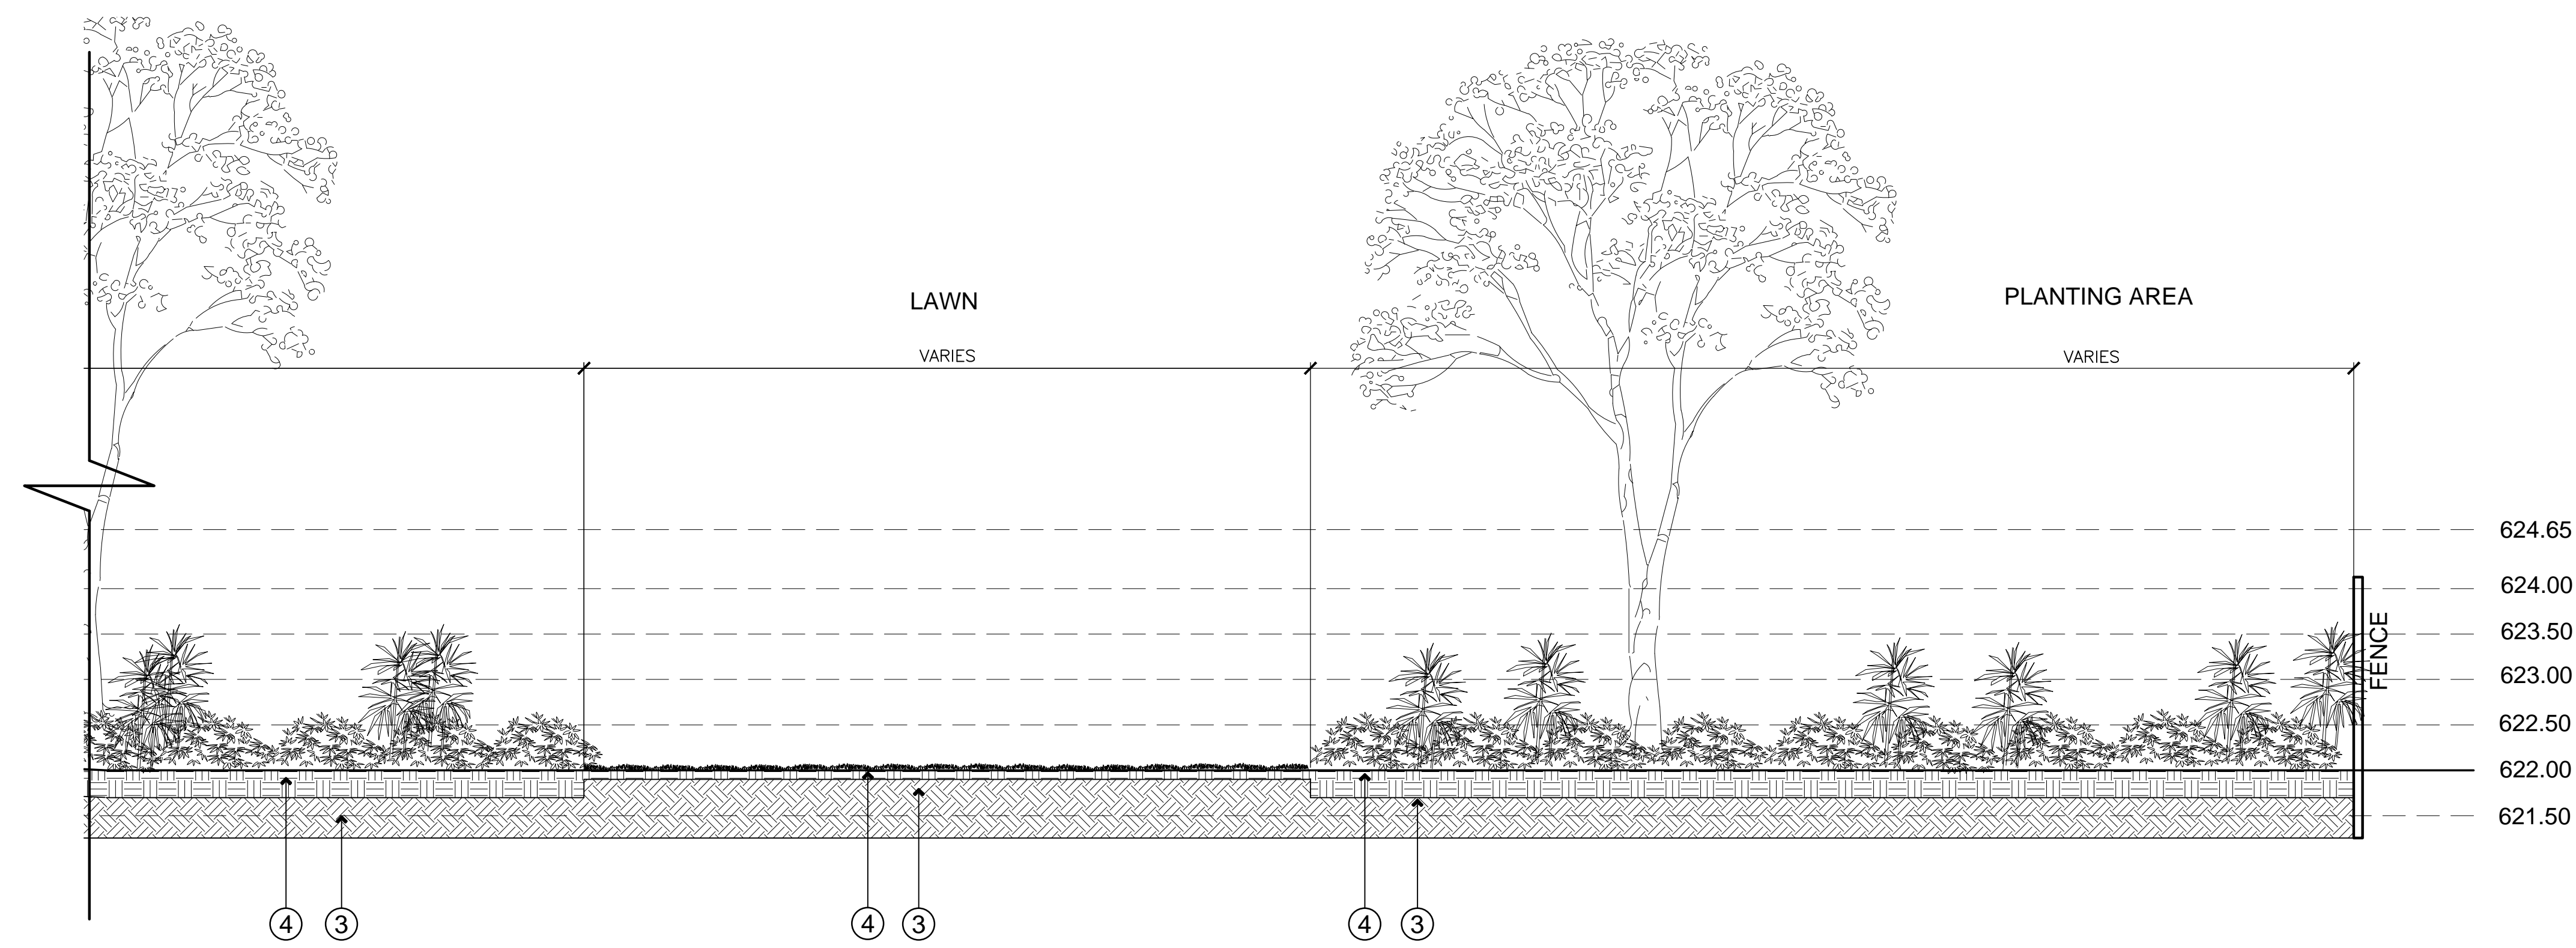 LAWN
PLANTING AREA
VARIES
VARIES
624.65
624.00
FENCE
623.50
623.00
622.50
622.00
621.50
4
3
4
3
4
3